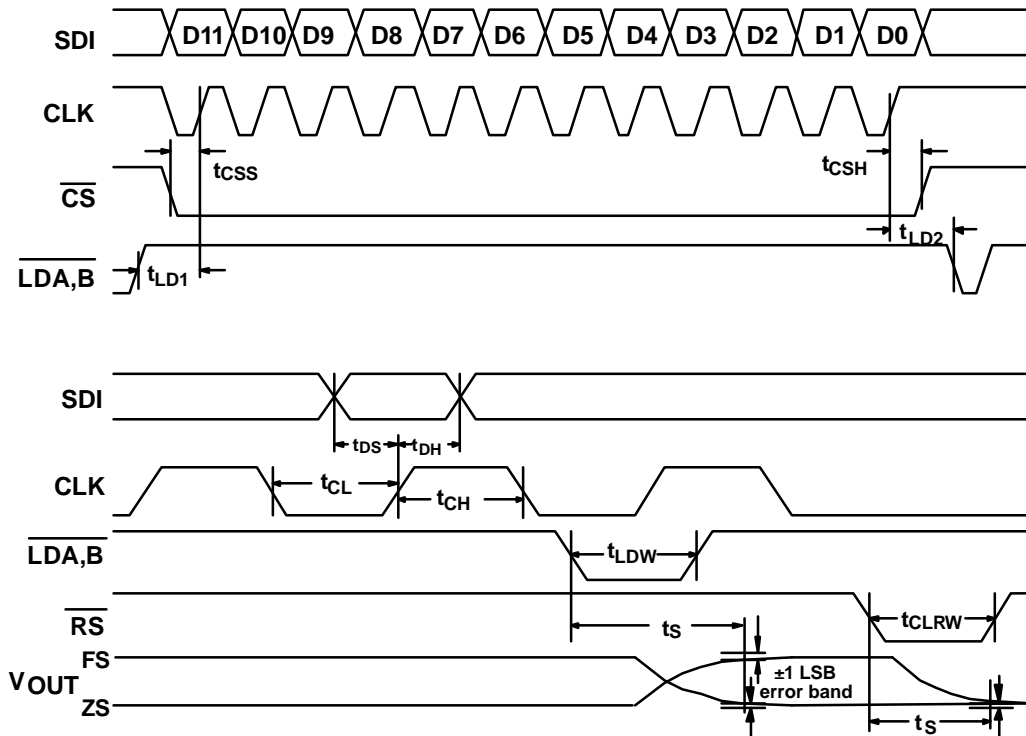 SDI D11 D10 D9 D8 D7 D6 D5 D4 D3 D2 D1 D0
CLK
tCSS tCSH
CS
tLD2
LDA,B tLD1
SDI
tDS tDH
CLK tCL
tCH
LDA,B tLDW
RS tCLRW
tS
FS
VOUT ±1 LSB
error band
ZS
tS